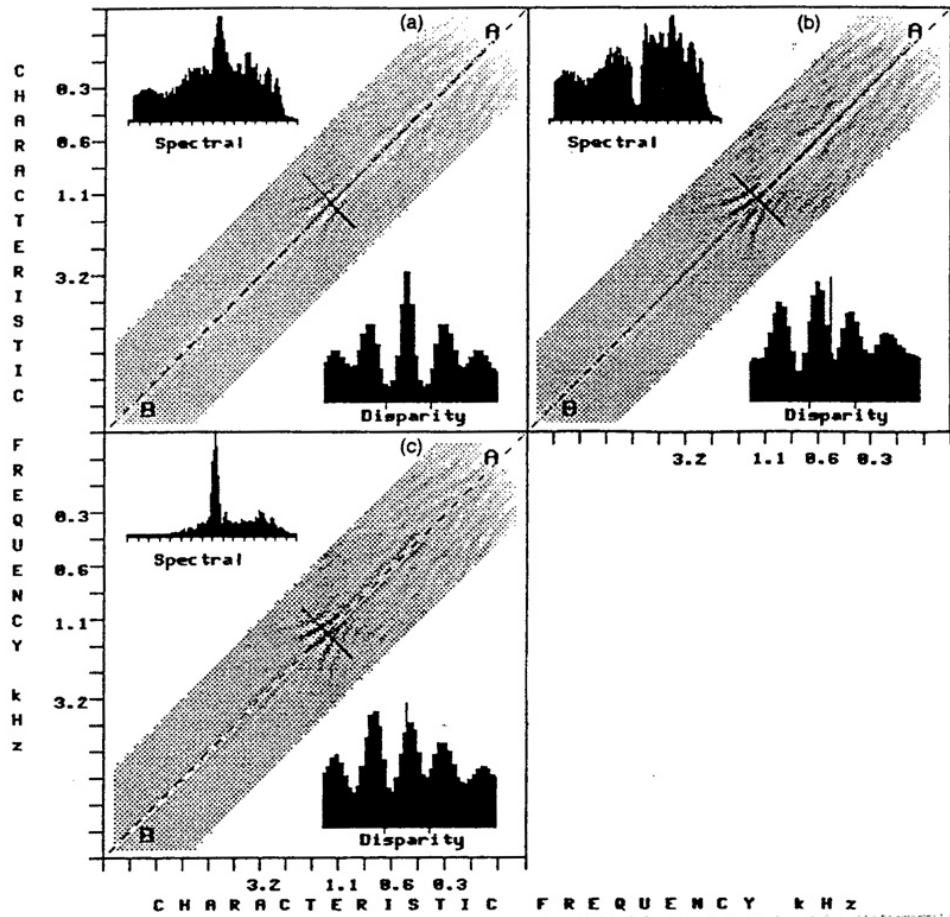 (a)
A
Spectral
Disparity
B
(b)
A
Spectral
Disparity
B
(c)
A
Spectral
Disparity
B
CHARACTERISTIC
FREQUENCY kHz
0.3
0.6
1.1
3.2
0.3
0.6
1.1
3.2
3.2 1.1 0.6 0.3
3.2 1.1 0.6 0.3
CHARACTERISTIC FREQUENCY kHz